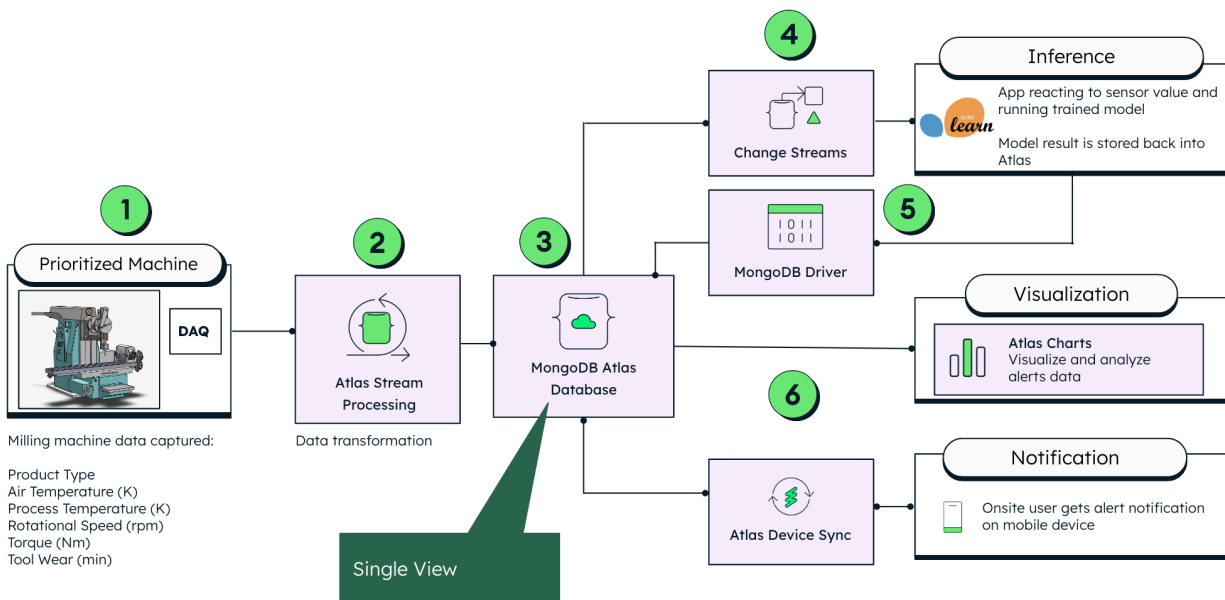 1
Prioritized Machine
DAQ
Milling machine data captured:
Product Type
Air Temperature (K)
Process Temperature (K)
Rotational Speed (rpm)
Torque (Nm)
Tool Wear (min)
2
Atlas Stream
Processing
Data transformation
3
MongoDB Atlas
Database
Single View
4
Change Streams
Inference
learn
App reacting to sensor value and
running trained model
Model result is stored back into
Atlas
5
1011
1011
MongoDB Driver
Visualization
Atlas Charts
Visualize and analyze
alerts data
6
Atlas Device Sync
Notification
Onsite user gets alert notification
on mobile device